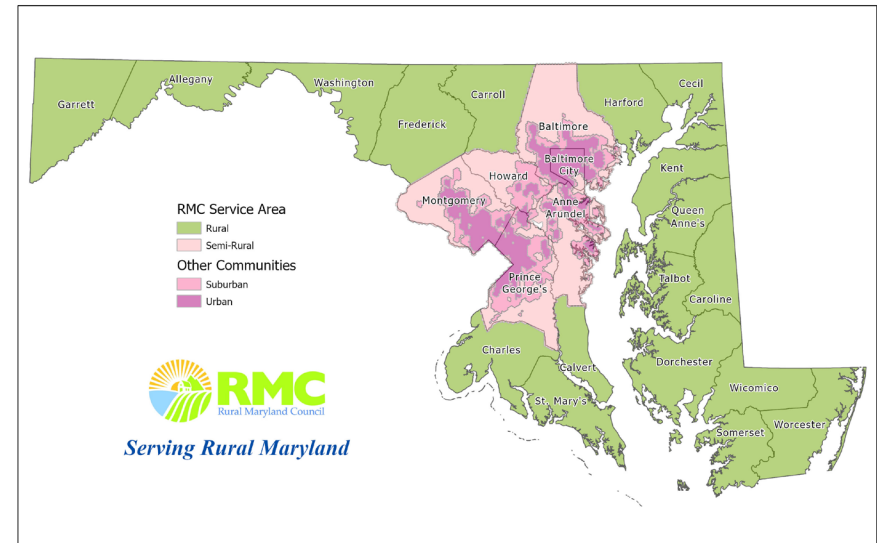 Garrett
Allegany
Washington
Frederick
Carroll
Baltimore
Harford
Cecil
Baltimore
City
Kent
Howard
Montgomery
Anne
Arundel
Queen
Anne's
Prince
George's
Talbot
Caroline
Charles
Calvert
St. Mary's
Dorchester
Wicomico
Somerset
Worcester
RMC Service Area
Rural
Semi-Rural
Other Communities
Suburban
Urban
RMC
Rural Maryland Council
Serving Rural Maryland